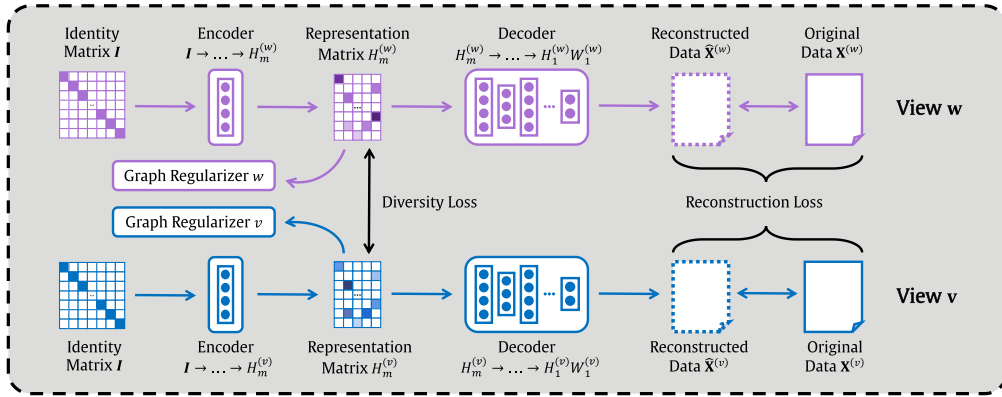 Identity
Matrix I
Encoder
I → ... → H_m^{(w)}
Representation
Matrix H_m^{(w)}
Decoder
H_m^{(w)} → ... → H_1^{(w)}W_1^{(w)}
Reconstructed
Data X̂^{(w)}
Original
Data X^{(w)}
...
...
...
View w
Graph Regularizer w
Diversity Loss
Reconstruction Loss
Graph Regularizer v
...
...
...
View v
Identity
Matrix I
Encoder
I → ... → H_m^{(v)}
Representation
Matrix H_m^{(v)}
Decoder
H_m^{(v)} → ... → H_1^{(v)}W_1^{(v)}
Reconstructed
Data X̂^{(v)}
Original
Data X^{(v)}